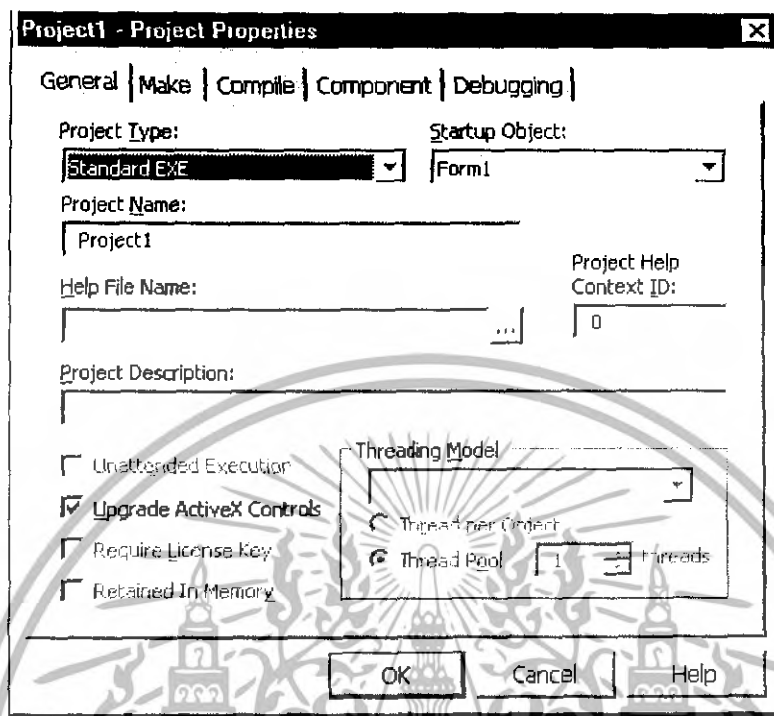 Project1 - Project Properties
General Make Compile Component Debugging
Project Type: Startup Object:
Standard EXE Form1
Project Name:
Project1
Project Help
Help File Name: Context ID:
... 0
Project Description:
Threading Model
Unattended Execution
Upgrade ActiveX Controls
Thread per Object
Require License Key
Thread Pool 1 threads
Retained In Memory
OK Cancel Help